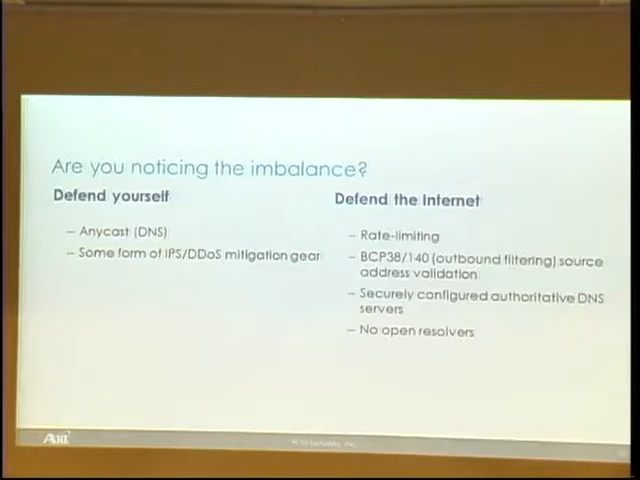 Are you noticing the imbalance?
Defend yourself
– Anycast (DNS)
– Some form of IPS/DDoS mitigation gear
Defend the Internet
– Rate-limiting
– BCP38/140 (outbound filtering) source
address validation
– Securely configured authoritative DNS
servers
– No open resolvers